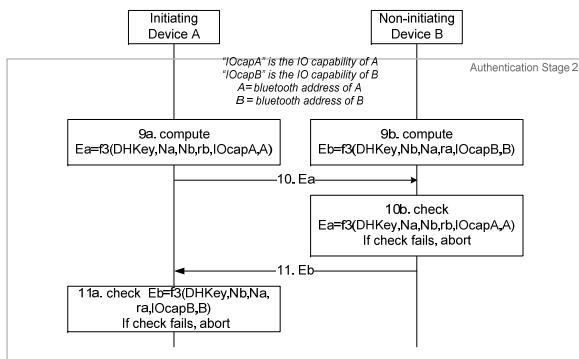 Initiating
Device A
Non-initiating
Device B
"IOcapA" is the IO capability of A
"IOcapB" is the IO capability of B
A= bluetooth address of A
B = bluetooth address of B
Authentication Stage 2
9a. compute
Ea=f3(DHKey,Na,Nb,rb,IOcapA,A)
9b. compute
Eb=f3(DHKey,Nb,Na,ra,IOcapB,B)
10. Ea
10b. check
Ea=f3(DHKey,Na,Nb,rb,IOcapA,A)
If check fails, abort
11. Eb
11a. check Eb=f3(DHKey,Nb,Na,
ra,IOcapB,B)
If check fails, abort